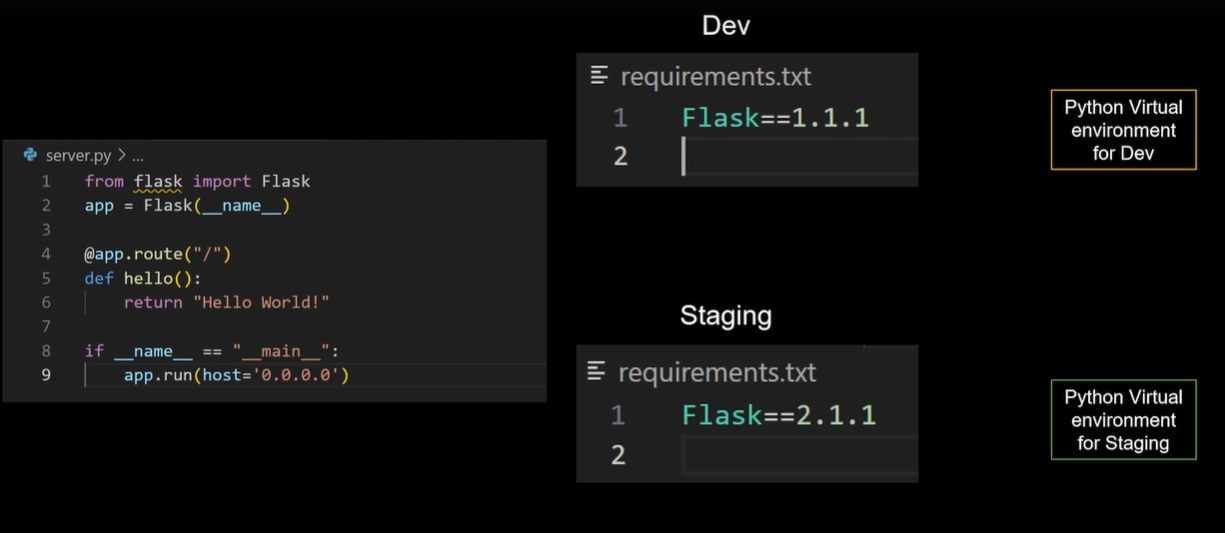 Dev
requirements.txt
1 Flask==1.1.1
2
Python Virtual
environment
for Dev
server.py > ...
1 from flask import Flask
2 app = Flask(__name__)
3
4 @app.route("/")
5 def hello():
6     return "Hello World!"
7
8 if __name__ == "__main__":
9     app.run(host='0.0.0.0')
Staging
requirements.txt
1 Flask==2.1.1
2
Python Virtual
environment
for Staging